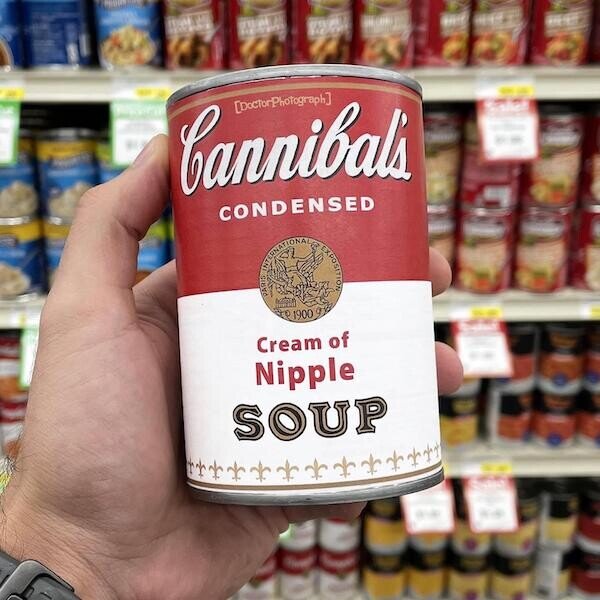 [DoctorPhotograph]
Cannibal's
CONDENSED
PARIS INTERNATIONAL EXPOSITION
1900
Cream of
Nipple
SOUP